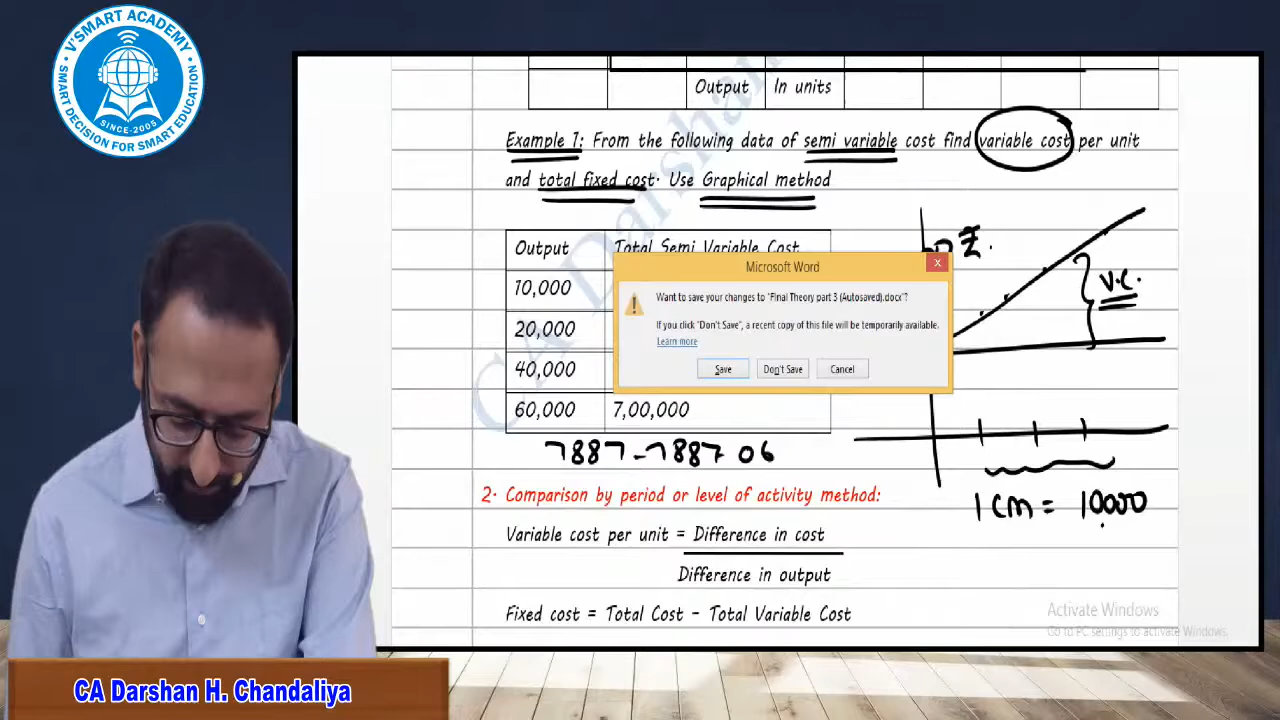 V'SMART ACADEMY
SINCE-2005
SMART DECISION FOR SMART EDUCATION
Output In units
Example 1: From the following data of semi variable cost find variable cost per unit
and total fixed cost. Use Graphical method
Output Total Semi Variable Cost
10,000
20,000
40,000
60,000 7,00,000
Microsoft Word
Want to save your changes to "Final Theory part 3 (Autosaved).docx"?
If you click "Don't Save", a recent copy of this file will be temporarily available.
Learn more
Save Don't Save Cancel
V.C.
7887-7887 06
1 cm = 10000
2. Comparison by period or level of activity method:
Variable cost per unit = Difference in cost
Difference in output
Fixed cost = Total Cost - Total Variable Cost
Activate Windows
Go to PC settings to activate Windows.
CA Darshan
CA Darshan H. Chandaliya